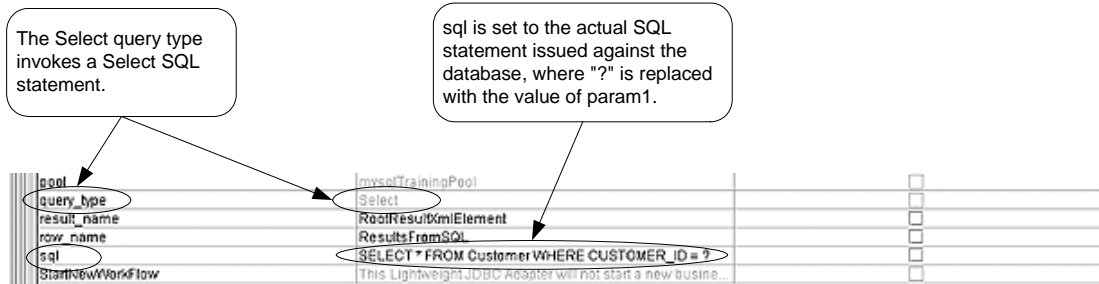 The Select query type
invokes a Select SQL
statement.
sql is set to the actual SQL
statement issued against the
database, where "?" is replaced
with the value of param1.
pool mysqlTrainingPool
query_type Select
result_name RootResultXmlElement
row_name ResultsFromSQL
sql SELECT * FROM Customer WHERE CUSTOMER_ID = ?
StartNewWorkFlow This Lightweight JDBC Adapter will not start a new busine...